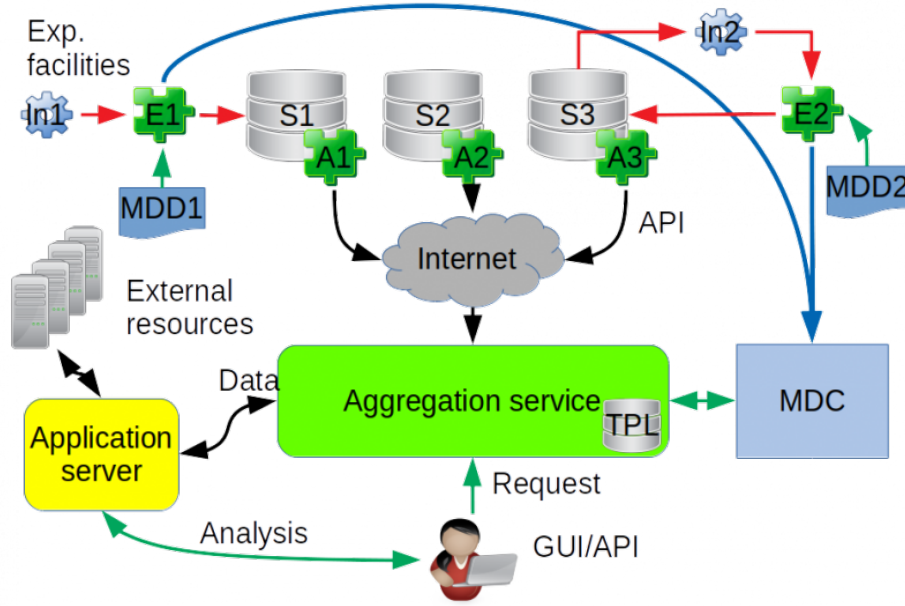 Exp.
facilities
In1
E1
S1
S2
S3
In2
E2
A1
A2
A3
MDD1
MDD2
API
Internet
External
resources
Data
Aggregation service
TPL
MDC
Application
server
Request
Analysis
GUI/API